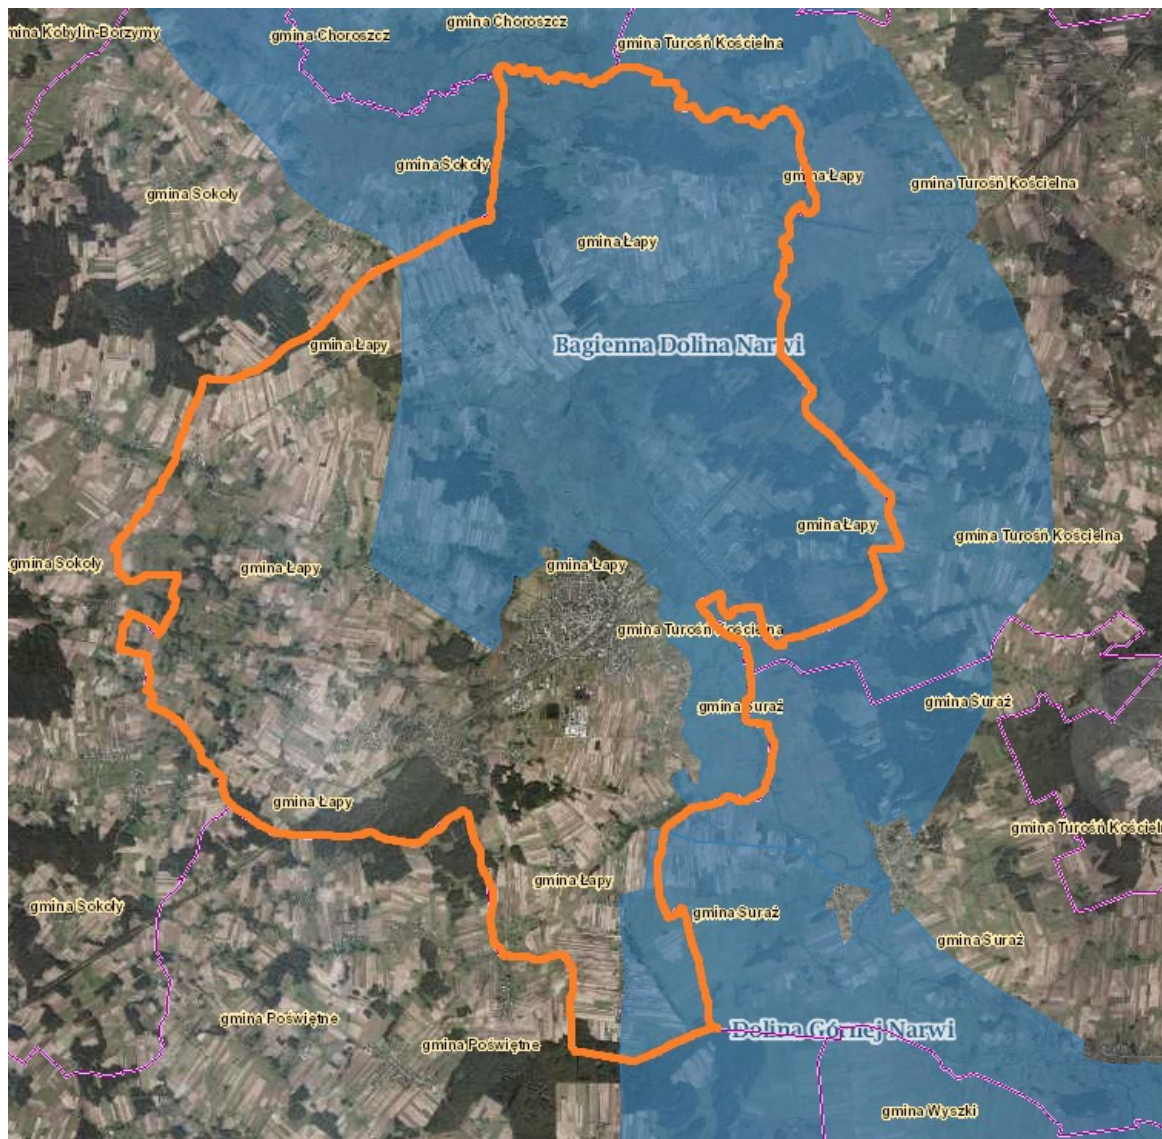 gmina Choroszcz
mina Kobylin-Borzymy
gmina Choroszcz
gmina Turośń Kościelna
gmina Sokoły
gmina Łapy
gmina Turośń Kościelna
gmina Sokoły
gmina Łapy
gmina Łapy
Bagienna Dolina Narwi
gmina Łapy
gmina Turośń Kościelna
gmina Sokoły
gmina Łapy
gmina Łapy
gmina Turośń Kościelna
gmina Suraż
gmina Suraż
gmina Łapy
gmina Turośń Kościeln
gmina Łapy
gmina Sokoły
gmina Suraż
gmina Suraż
gmina Poświętne
Dolina Górnej Narwi
gmina Poświętne
gmina Wyszki